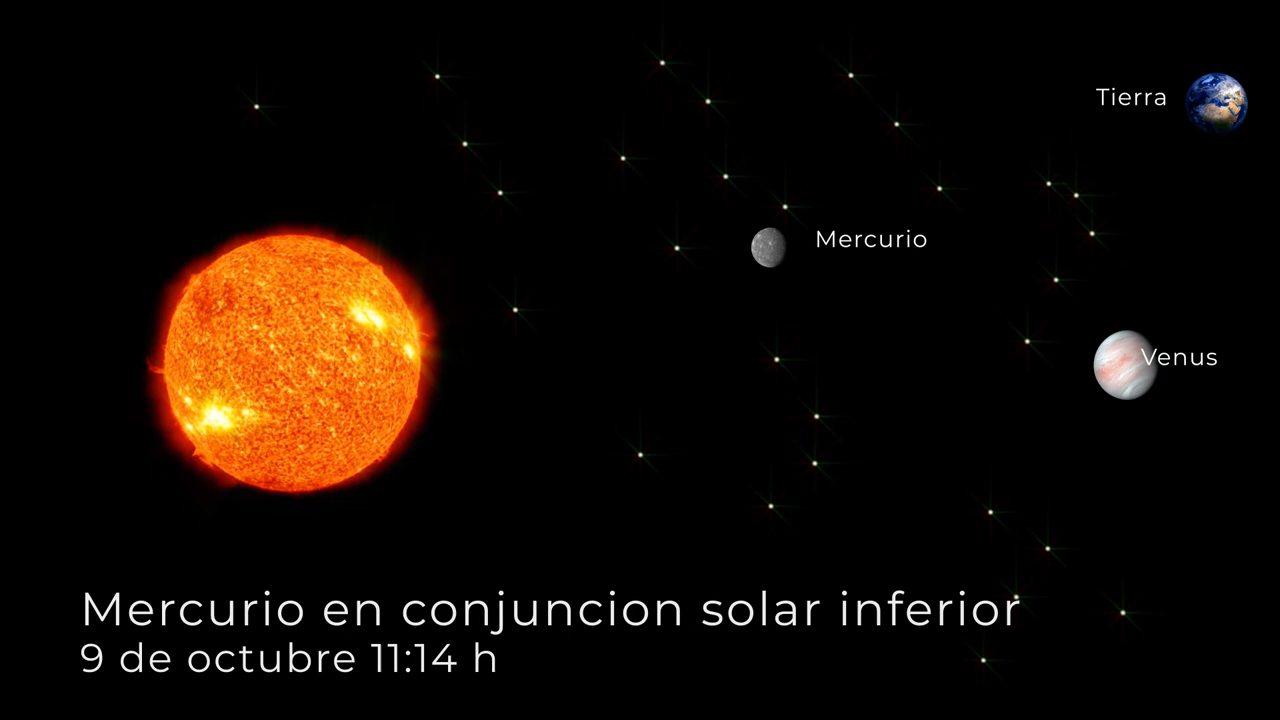 Tierra
Mercurio
Venus
Mercurio en conjuncion solar inferior
9 de octubre 11:14 h